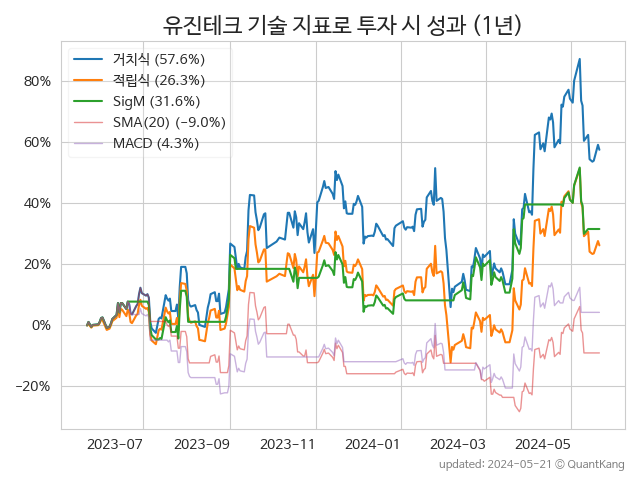 유진테크 기술 지표로 투자 시 성과 (1년)
거치식 (57.6%)
적립식 (26.3%)
SigM (31.6%)
SMA(20) (−9.0%)
MACD (4.3%)
80%
60%
40%
20%
0%
−20%
2023-07
2023-09
2023-11
2024-01
2024-03
2024-05
updated: 2024-05-21 © QuantKang